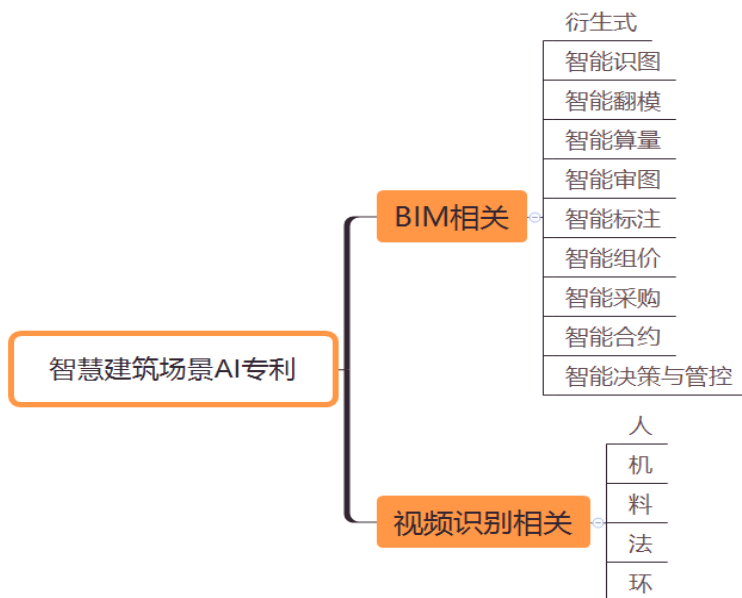 智慧建筑场景AI专利
BIM相关
衍生式
智能识图
智能翻模
智能算量
智能审图
智能标注
智能组价
智能采购
智能合约
智能决策与管控
视频识别相关
人
机
料
法
环